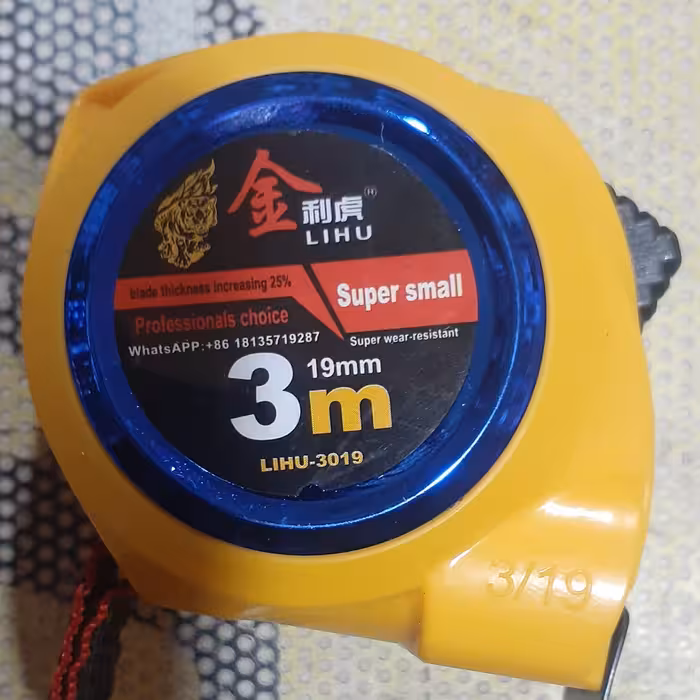 金利虎®
LIHU
blade thickness increasing 25%
Super small
Professionals choice
Super wear-resistant
WhatsAPP:+86 18135719287
19mm
3m
LIHU-3019
3/19